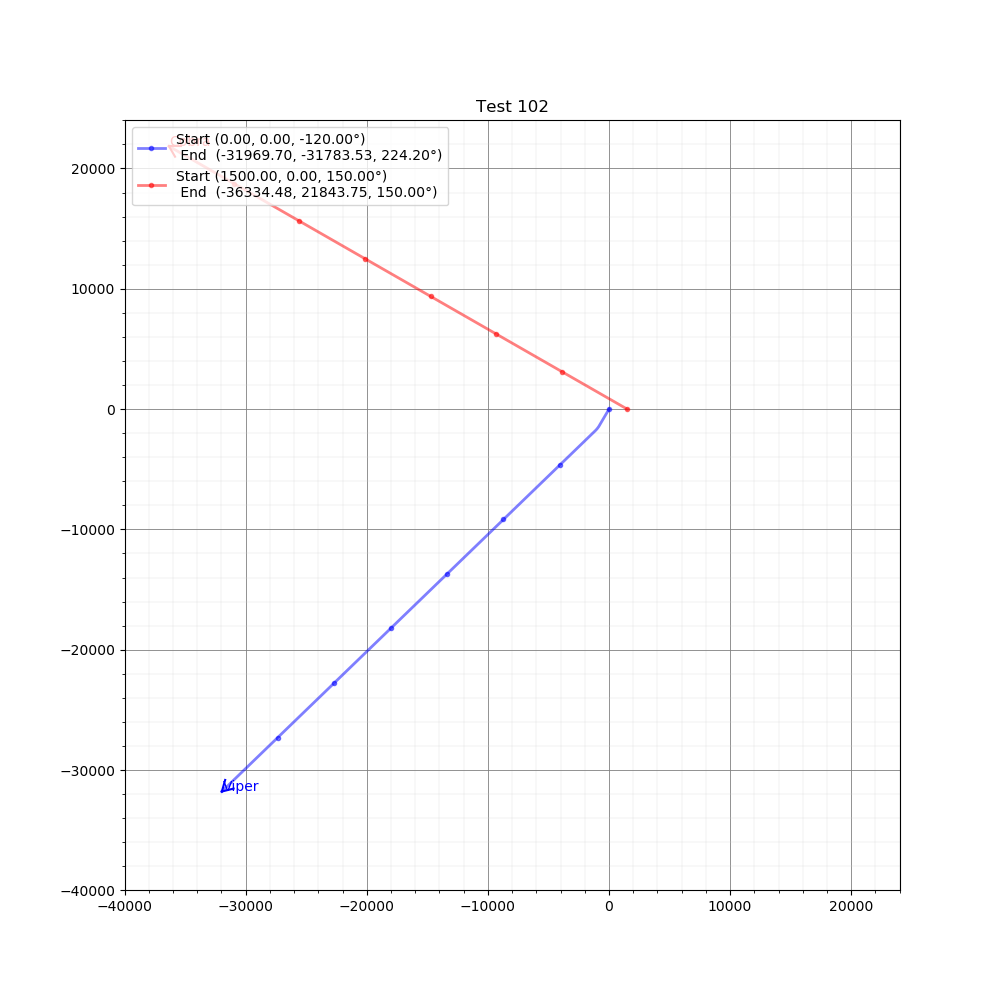 Test 102
Start (0.00, 0.00, -120.00°)
End (-31969.70, -31783.53, 224.20°)
Start (1500.00, 0.00, 150.00°)
End (-36334.48, 21843.75, 150.00°)
20000
10000
0
−10000
−20000
−30000
−40000
Viper
−40000 −30000 −20000 −10000 0 10000 20000